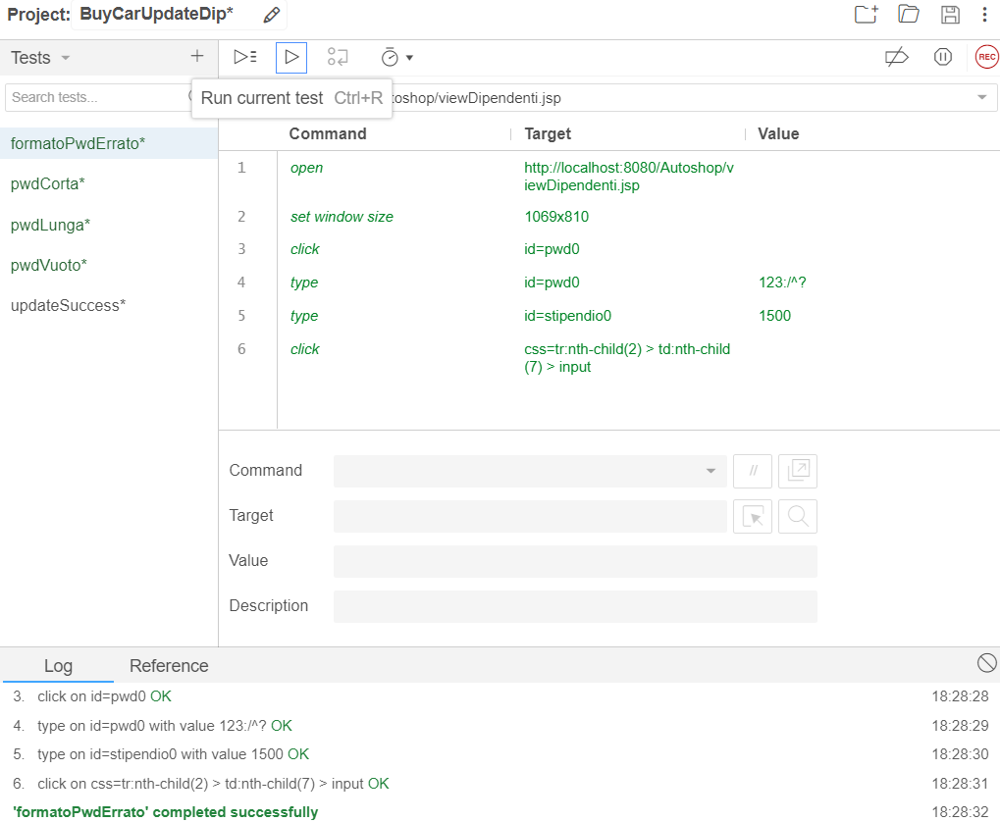 Project: BuyCarUpdateDip*
Tests
REC
Search tests...
Run current test Ctrl+R
toshop/viewDipendenti.jsp
Command Target Value
formatoPwdErrato*
pwdCorta*
pwdLunga*
pwdVuoto*
updateSuccess*
1 open http://localhost:8080/Autoshop/v
iewDipendenti.jsp
2 set window size 1069x810
3 click id=pwd0
4 type id=pwd0 123:/^?
5 type id=stipendio0 1500
6 click css=tr:nth-child(2) > td:nth-child
(7) > input
Command
//
Target
Value
Description
Log Reference
3. click on id=pwd0 OK 18:28:28
4. type on id=pwd0 with value 123:/^? OK 18:28:29
5. type on id=stipendio0 with value 1500 OK 18:28:30
6. click on css=tr:nth-child(2) > td:nth-child(7) > input OK 18:28:31
'formatoPwdErrato' completed successfully 18:28:32